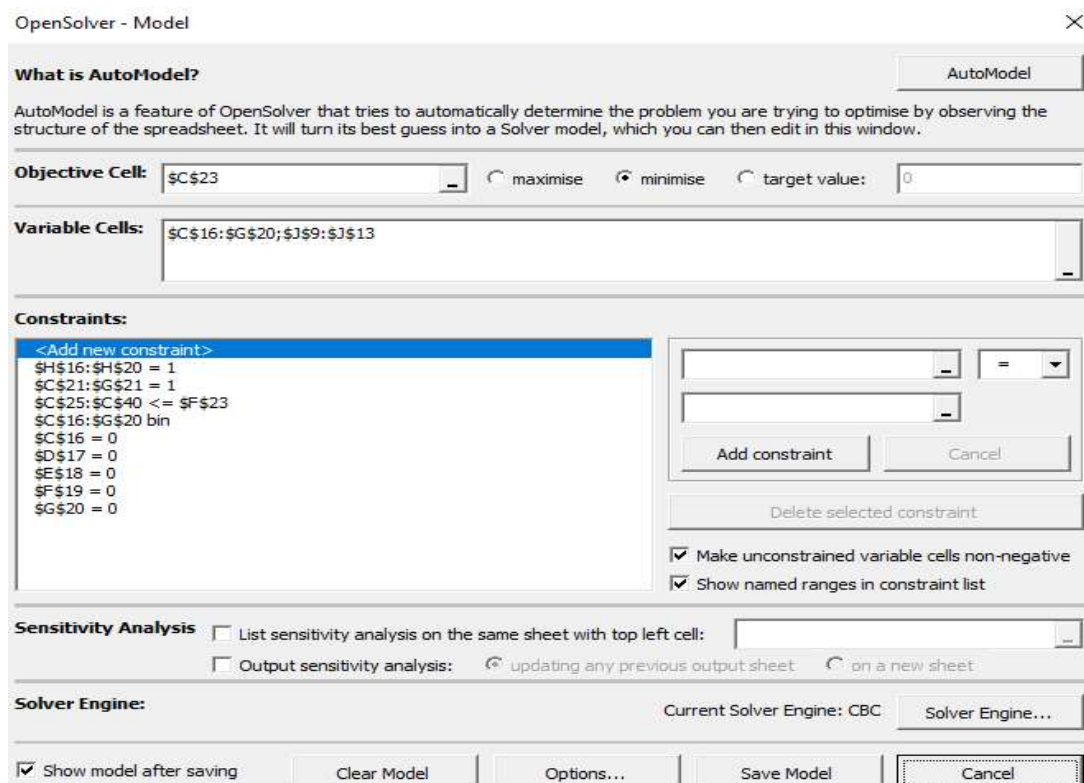 OpenSolver - Model
What is AutoModel?
AutoModel
AutoModel is a feature of OpenSolver that tries to automatically determine the problem you are trying to optimise by observing the
structure of the spreadsheet. It will turn its best guess into a Solver model, which you can then edit in this window.
Objective Cell: $C$23 _ maximise minimise target value: 0
Variable Cells: $C$16:$G$20;$J$9:$J$13
_
Constraints:
<Add new constraint>
$H$16:$H$20 = 1
$C$21:$G$21 = 1
$C$25:$C$40 <= $F$23
$C$16:$G$20 bin
$C$16 = 0
$D$17 = 0
$E$18 = 0
$F$19 = 0
$G$20 = 0
_ =
_
Add constraint Cancel
Delete selected constraint
Make unconstrained variable cells non-negative
Show named ranges in constraint list
Sensitivity Analysis List sensitivity analysis on the same sheet with top left cell: _
Output sensitivity analysis: updating any previous output sheet on a new sheet
Solver Engine: Current Solver Engine: CBC Solver Engine...
Show model after saving Clear Model Options... Save Model Cancel